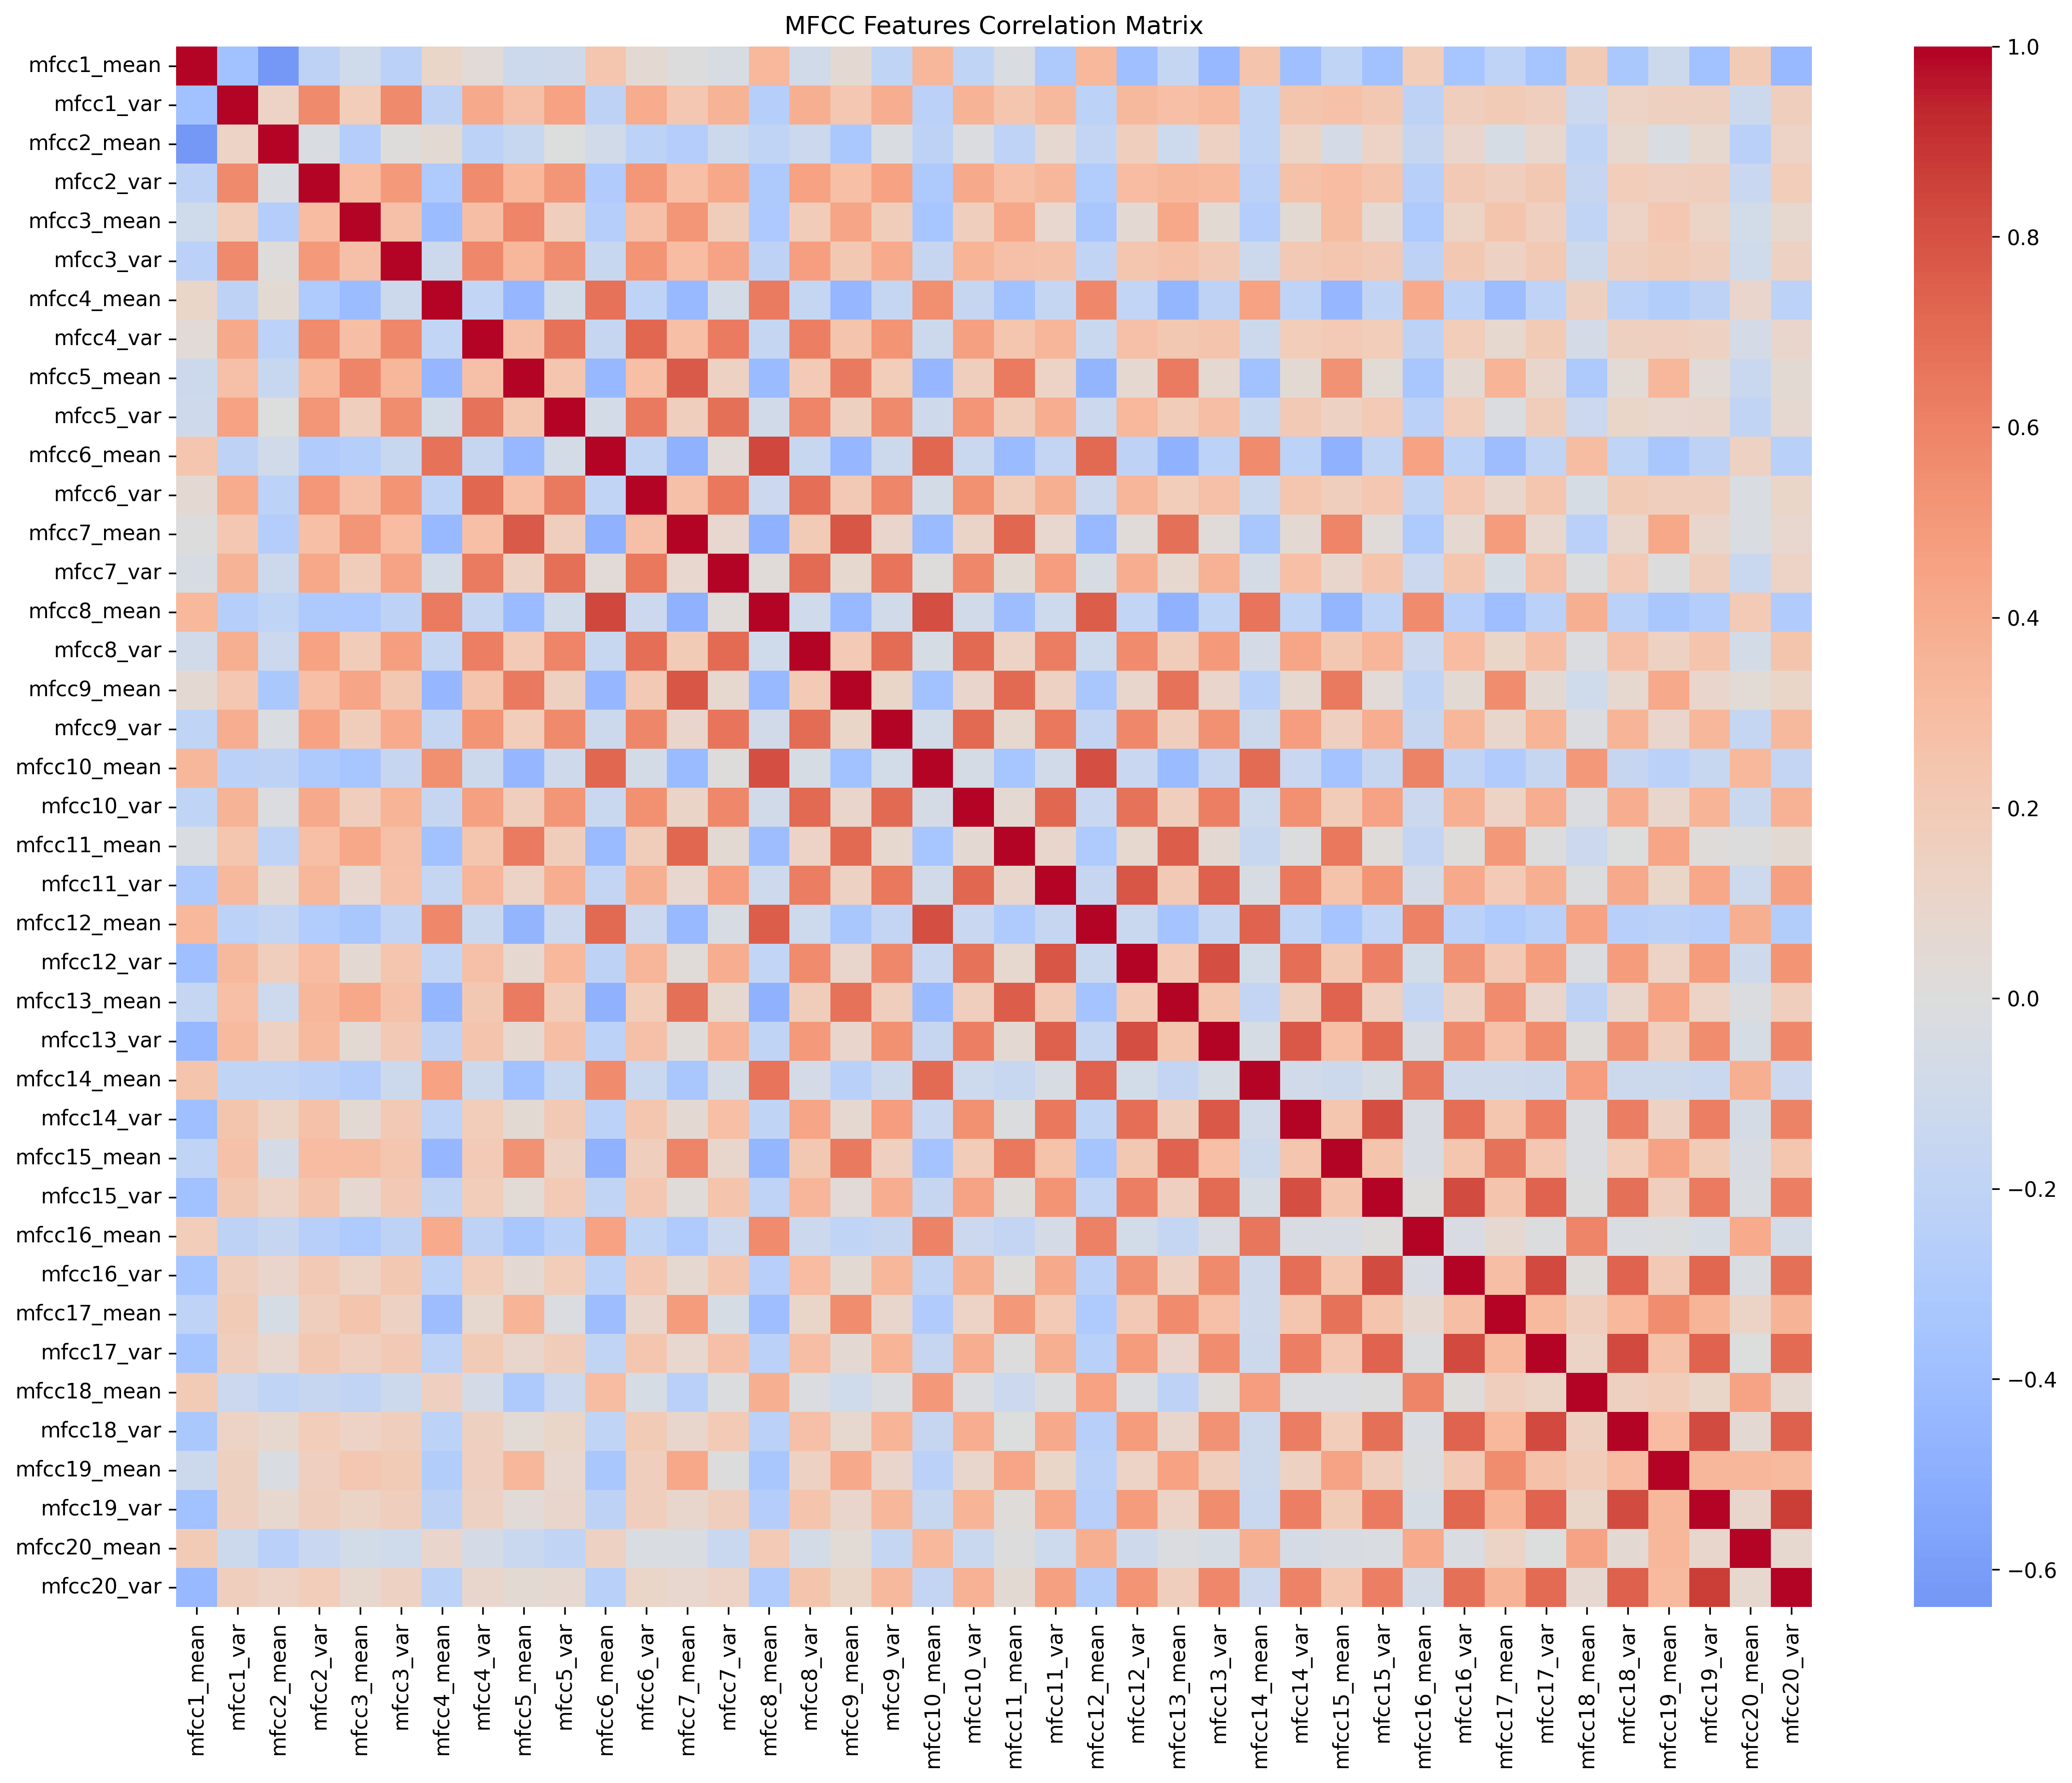 MFCC Features Correlation Matrix
mfcc1_mean
mfcc1_var
mfcc2_mean
mfcc2_var
mfcc3_mean
mfcc3_var
mfcc4_mean
mfcc4_var
mfcc5_mean
mfcc5_var
mfcc6_mean
mfcc6_var
mfcc7_mean
mfcc7_var
mfcc8_mean
mfcc8_var
mfcc9_mean
mfcc9_var
mfcc10_mean
mfcc10_var
mfcc11_mean
mfcc11_var
mfcc12_mean
mfcc12_var
mfcc13_mean
mfcc13_var
mfcc14_mean
mfcc14_var
mfcc15_mean
mfcc15_var
mfcc16_mean
mfcc16_var
mfcc17_mean
mfcc17_var
mfcc18_mean
mfcc18_var
mfcc19_mean
mfcc19_var
mfcc20_mean
mfcc20_var
mfcc1_mean
mfcc1_var
mfcc2_mean
mfcc2_var
mfcc3_mean
mfcc3_var
mfcc4_mean
mfcc4_var
mfcc5_mean
mfcc5_var
mfcc6_mean
mfcc6_var
mfcc7_mean
mfcc7_var
mfcc8_mean
mfcc8_var
mfcc9_mean
mfcc9_var
mfcc10_mean
mfcc10_var
mfcc11_mean
mfcc11_var
mfcc12_mean
mfcc12_var
mfcc13_mean
mfcc13_var
mfcc14_mean
mfcc14_var
mfcc15_mean
mfcc15_var
mfcc16_mean
mfcc16_var
mfcc17_mean
mfcc17_var
mfcc18_mean
mfcc18_var
mfcc19_mean
mfcc19_var
mfcc20_mean
mfcc20_var
1.0
0.8
0.6
0.4
0.2
0.0
−0.2
−0.4
−0.6